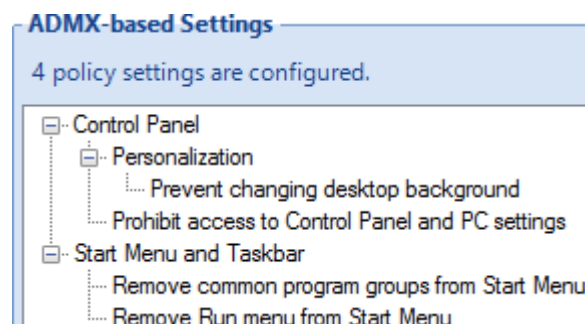 ADMX-based Settings
4 policy settings are configured.
Control Panel
Personalization
Prevent changing desktop background
Prohibit access to Control Panel and PC settings
Start Menu and Taskbar
Remove common program groups from Start Menu
Remove Run menu from Start Menu